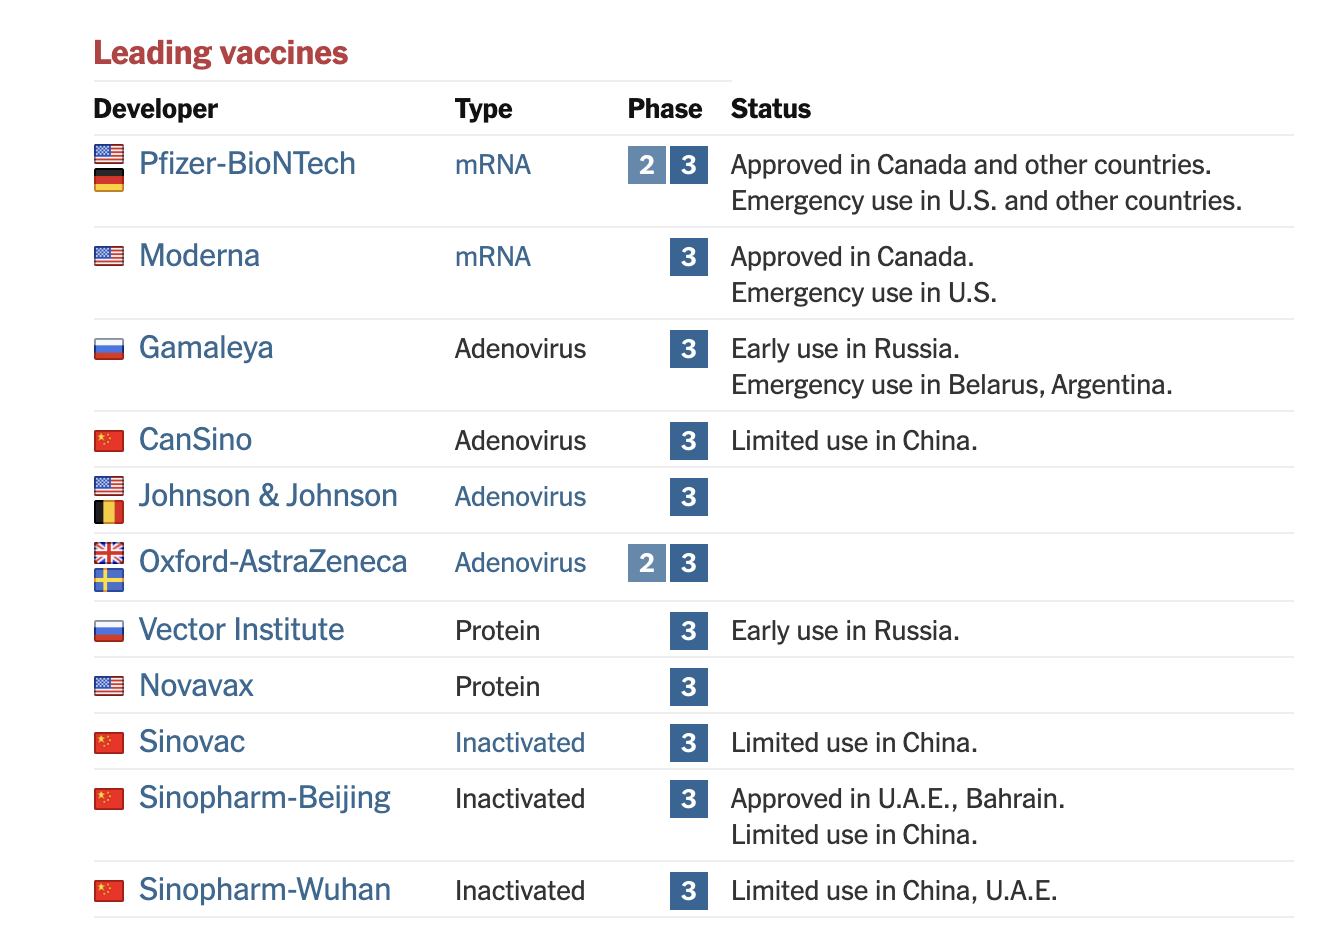 Leading vaccines
Developer Type Phase Status
Pfizer-BioNTech mRNA 2 3 Approved in Canada and other countries.
Emergency use in U.S. and other countries.
Moderna mRNA 3 Approved in Canada.
Emergency use in U.S.
Gamaleya Adenovirus 3 Early use in Russia.
Emergency use in Belarus, Argentina.
CanSino Adenovirus 3 Limited use in China.
Johnson & Johnson Adenovirus 3
Oxford-AstraZeneca Adenovirus 2 3
Vector Institute Protein 3 Early use in Russia.
Novavax Protein 3
Sinovac Inactivated 3 Limited use in China.
Sinopharm-Beijing Inactivated 3 Approved in U.A.E., Bahrain.
Limited use in China.
Sinopharm-Wuhan Inactivated 3 Limited use in China, U.A.E.